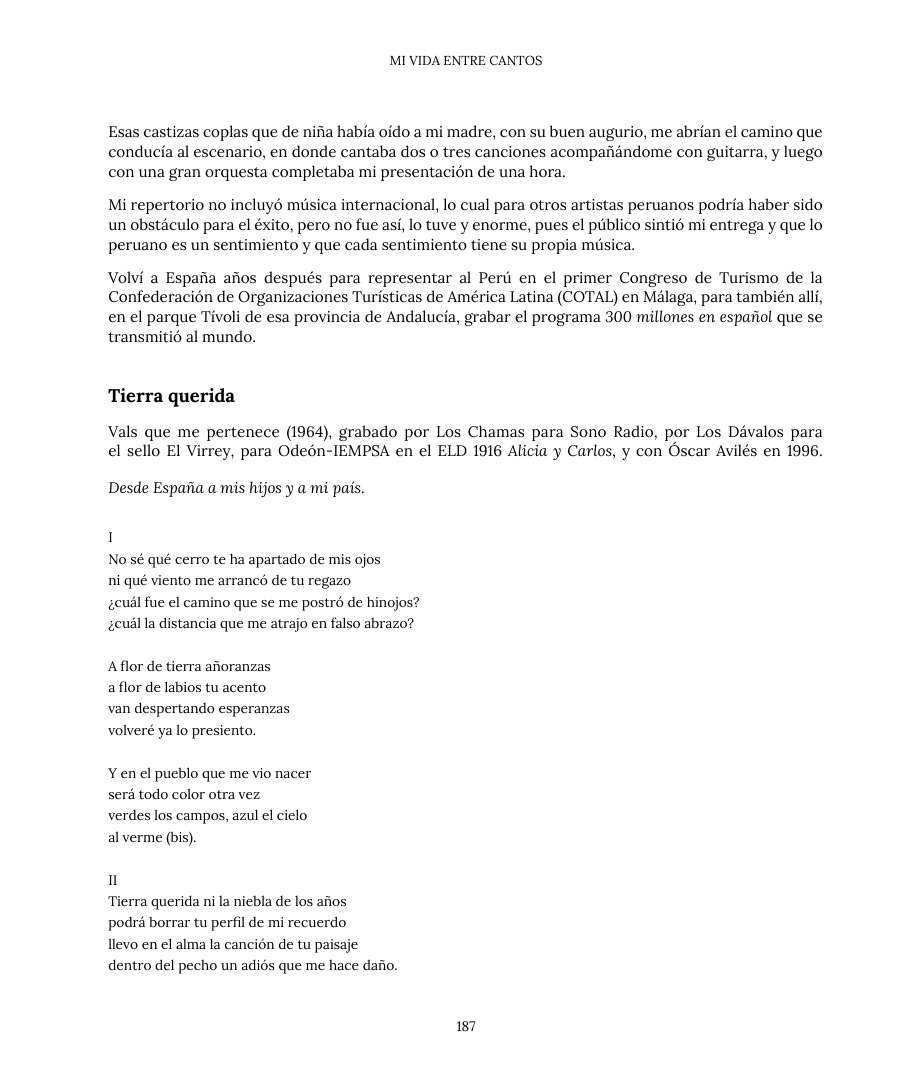 MI VIDA ENTRE CANTOS
Esas castizas coplas que de niña había oído a mi madre, con su buen augurio, me abrían el camino que
conducía al escenario, en donde cantaba dos o tres canciones acompañándome con guitarra, y luego
con una gran orquesta completaba mi presentación de una hora.
Mi repertorio no incluyó música internacional, lo cual para otros artistas peruanos podría haber sido
un obstáculo para el éxito, pero no fue así, lo tuve y enorme, pues el público sintió mi entrega y que lo
peruano es un sentimiento y que cada sentimiento tiene su propia música.
Volví a España años después para representar al Perú en el primer Congreso de Turismo de la
Confederación de Organizaciones Turísticas de América Latina (COTAL) en Málaga, para también allí,
en el parque Tívoli de esa provincia de Andalucía, grabar el programa 300 millones en español que se
transmitió al mundo.
Tierra querida
Vals que me pertenece (1964), grabado por Los Chamas para Sono Radio, por Los Dávalos para
el sello El Virrey, para Odeón-IEMPSA en el ELD 1916 Alicia y Carlos, y con Óscar Avilés en 1996.
Desde España a mis hijos y a mi país.
I
No sé qué cerro te ha apartado de mis ojos
ni qué viento me arrancó de tu regazo
¿cuál fue el camino que se me postró de hinojos?
¿cuál la distancia que me atrajo en falso abrazo?
A flor de tierra añoranzas
a flor de labios tu acento
van despertando esperanzas
volveré ya lo presiento.
Y en el pueblo que me vio nacer
será todo color otra vez
verdes los campos, azul el cielo
al verme (bis).
II
Tierra querida ni la niebla de los años
podrá borrar tu perfil de mi recuerdo
llevo en el alma la canción de tu paisaje
dentro del pecho un adiós que me hace daño.
187